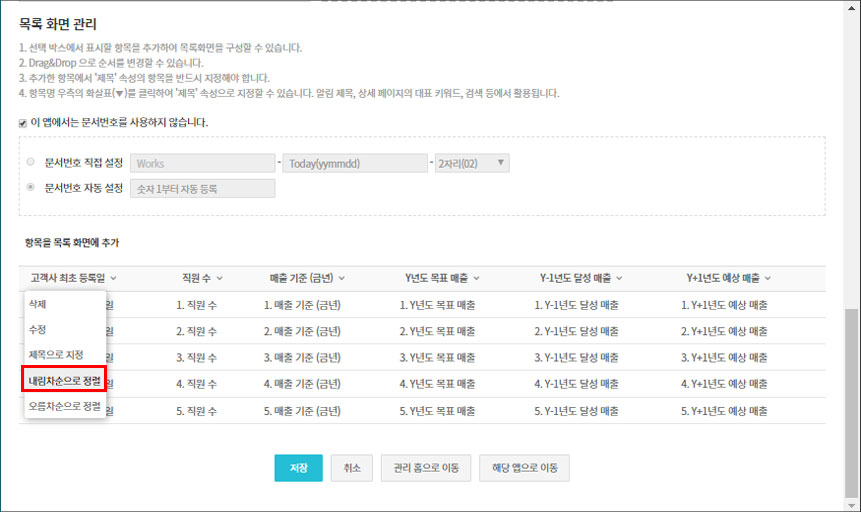 목록 화면 관리
1. 선택 박스에서 표시할 항목을 추가하여 목록화면을 구성할 수 있습니다.
2. Drag&Drop 으로 순서를 변경할 수 있습니다.
3. 추가한 항목에서 '제목' 속성의 항목을 반드시 지정해야 합니다.
4. 항목명 우측의 화살표(▼)를 클릭하여 '제목' 속성으로 지정할 수 있습니다. 알림 제목, 상세 페이지의 대표 키워드, 검색 등에서 활용됩니다.
이 앱에서는 문서번호를 사용하지 않습니다.
문서번호 직접 설정 Works - Today(yymmdd) - 2자리(02) ▼
문서번호 자동 설정 숫자 1부터 자동 등록
항목을 목록 화면에 추가
고객사 최초 등록일 직원 수 매출 기준 (금년) Y년도 목표 매출 Y-1년도 달성 매출 Y+1년도 예상 매출
삭제 일 1. 직원 수 1. 매출 기준 (금년) 1. Y년도 목표 매출 1. Y-1년도 달성 매출 1. Y+1년도 예상 매출
수정 일 2. 직원 수 2. 매출 기준 (금년) 2. Y년도 목표 매출 2. Y-1년도 달성 매출 2. Y+1년도 예상 매출
제목으로 지정 일 3. 직원 수 3. 매출 기준 (금년) 3. Y년도 목표 매출 3. Y-1년도 달성 매출 3. Y+1년도 예상 매출
내림차순으로 정렬 일 4. 직원 수 4. 매출 기준 (금년) 4. Y년도 목표 매출 4. Y-1년도 달성 매출 4. Y+1년도 예상 매출
오름차순으로 정렬 일 5. 직원 수 5. 매출 기준 (금년) 5. Y년도 목표 매출 5. Y-1년도 달성 매출 5. Y+1년도 예상 매출
저장 취소 관리 홈으로 이동 해당 앱으로 이동